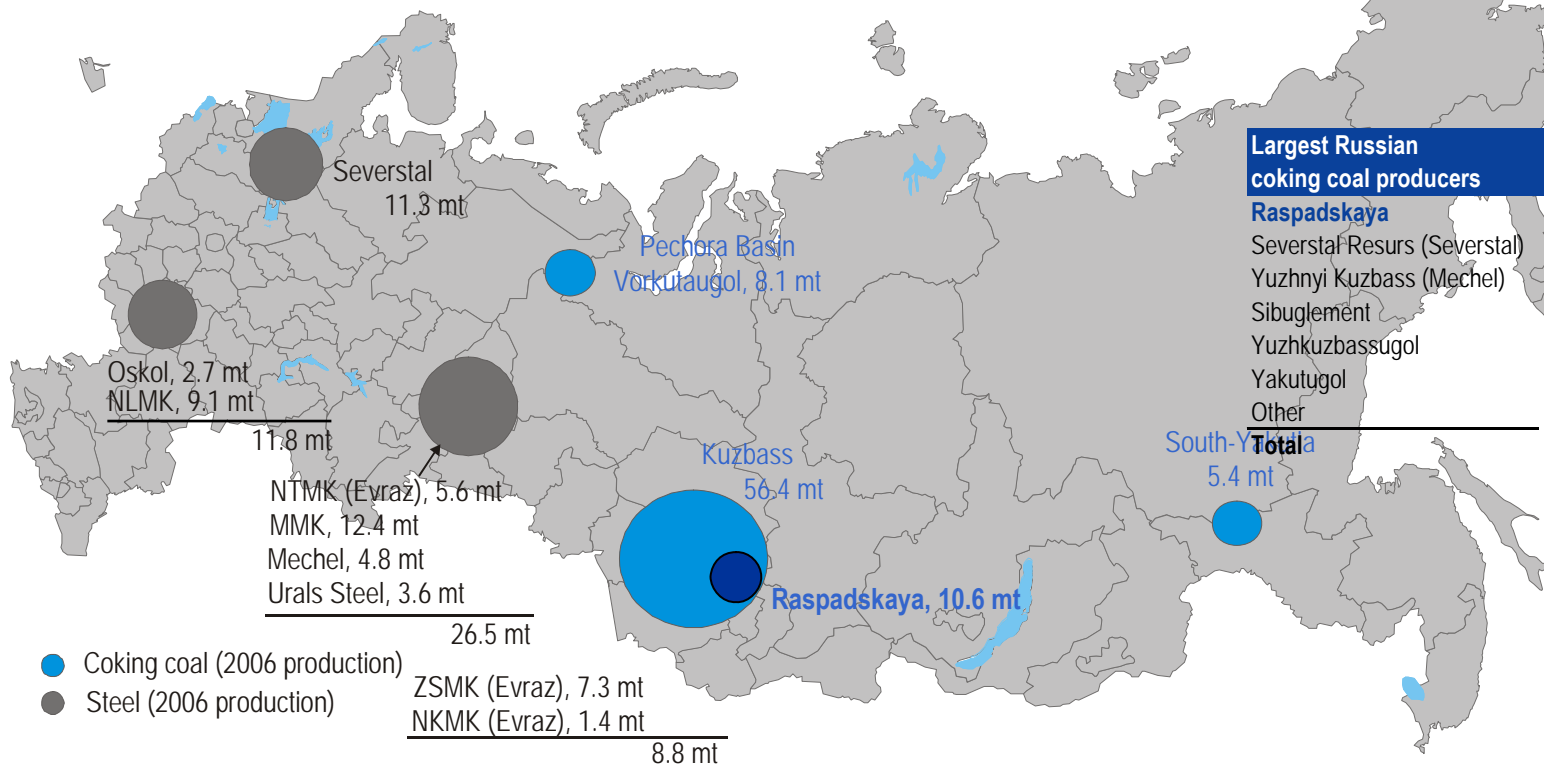 Severstal
11.3 mt
Pechora Basin
Vorkutaugol, 8.1 mt
Oskol, 2.7 mt
NLMK, 9.1 mt
11.8 mt
NTMK (Evraz), 5.6 mt
MMK, 12.4 mt
Mechel, 4.8 mt
Urals Steel, 3.6 mt
26.5 mt
Kuzbass
56.4 mt
Raspadskaya, 10.6 mt
ZSMK (Evraz), 7.3 mt
NKMK (Evraz), 1.4 mt
8.8 mt
South-Yakutia
5.4 mt
Largest Russian
coking coal producers
Raspadskaya
Severstal Resurs (Severstal)
Yuzhnyi Kuzbass (Mechel)
Sibuglement
Yuzhkuzbassugol
Yakutugol
Other
Total
Coking coal (2006 production)
Steel (2006 production)